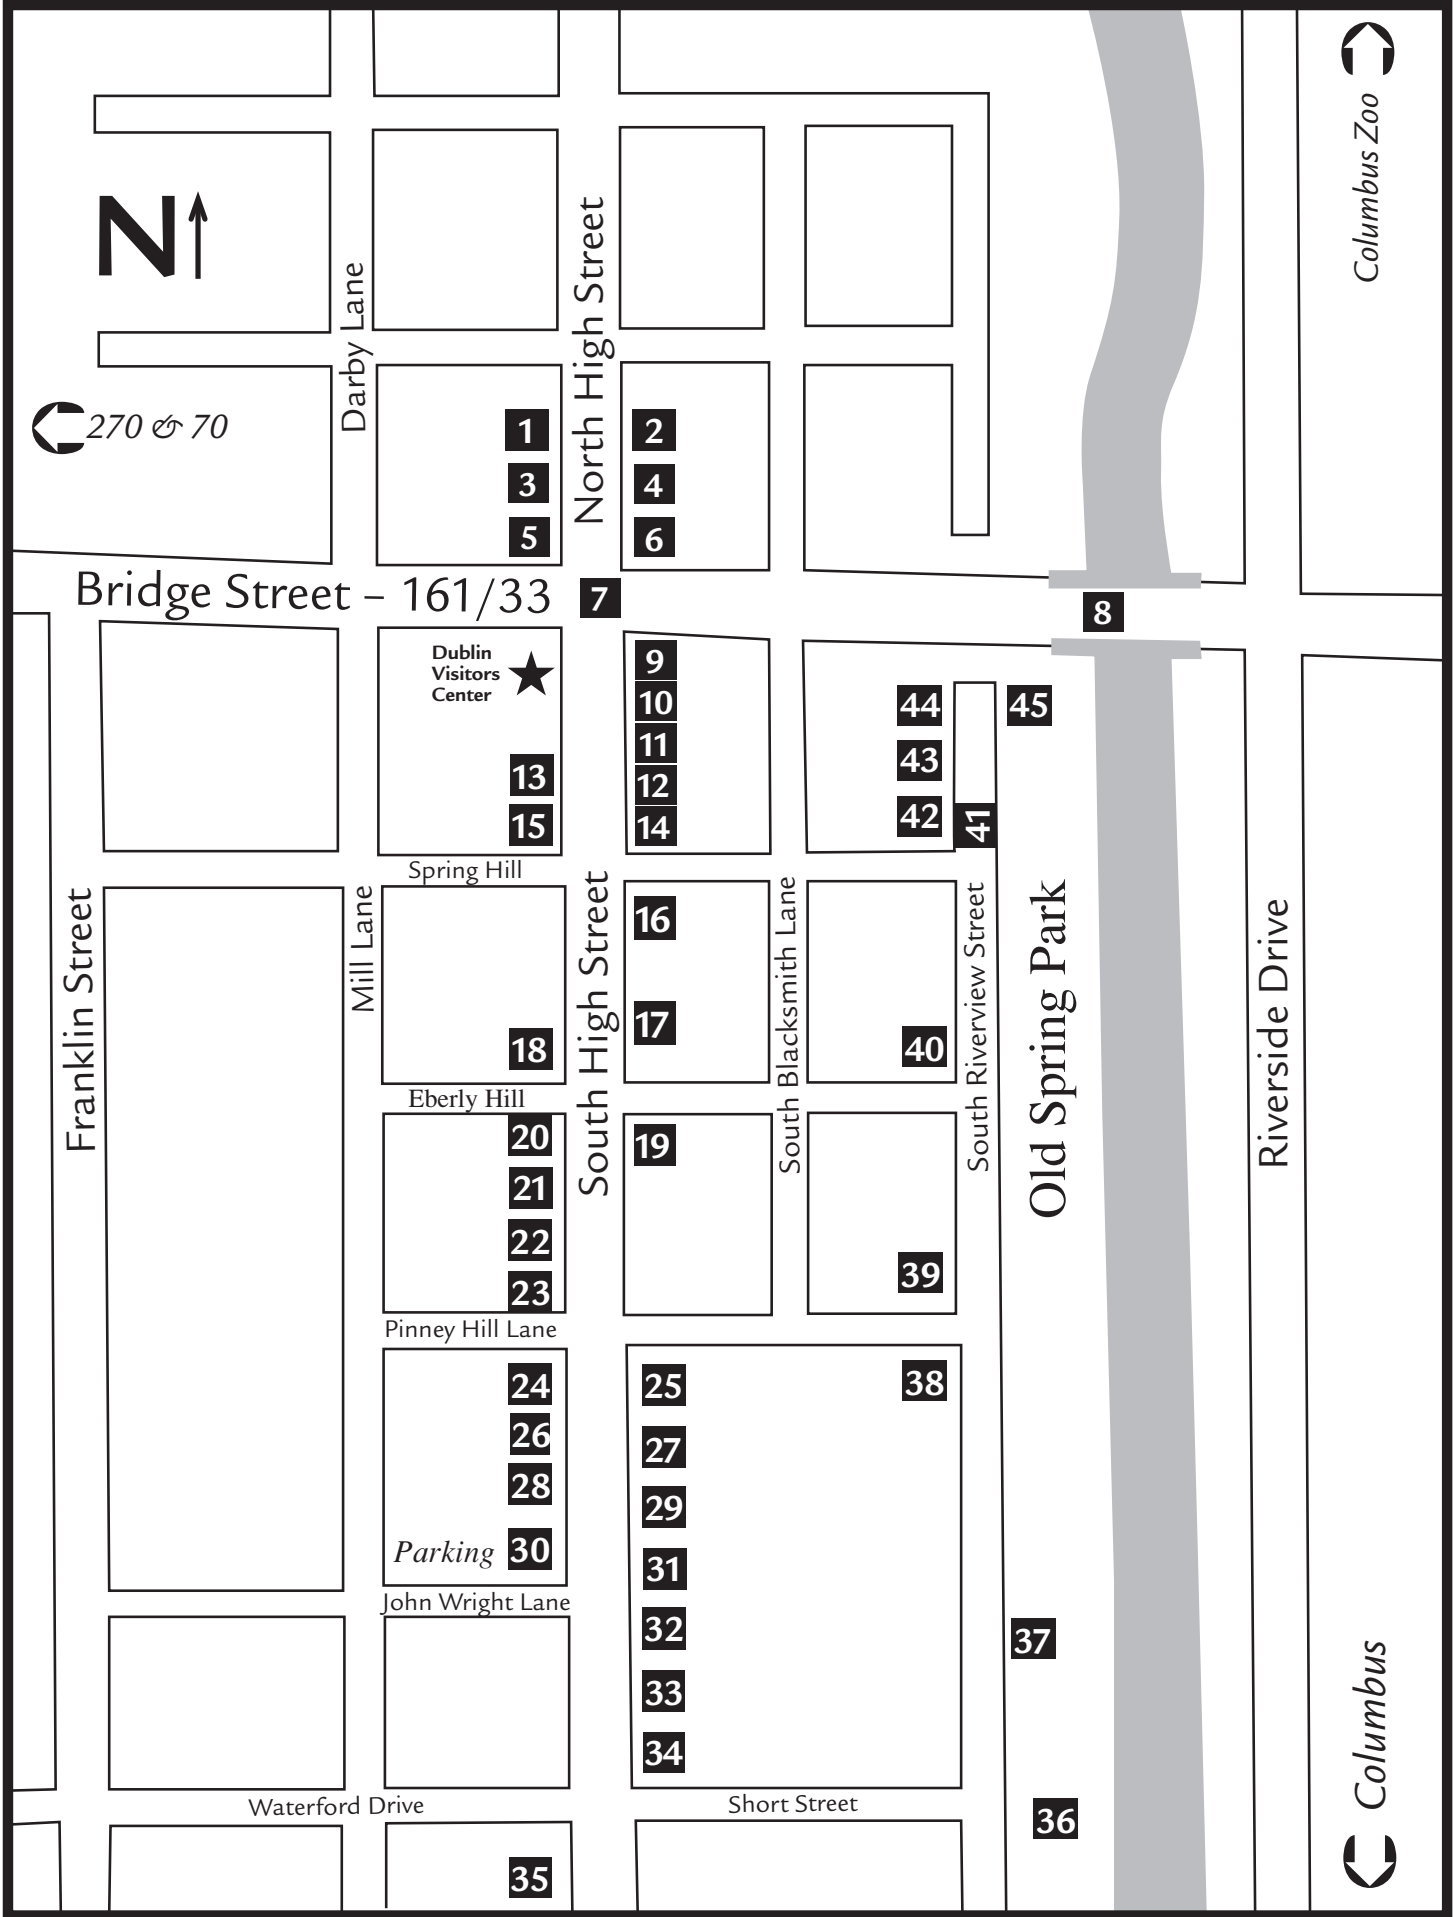 Columbus Zoo
N
Darby Lane
North High Street
270 & 70
1
2
3
4
5
6
Bridge Street – 161/33
7
8
Dublin
Visitors
Center
9
10
11
12
13
14
15
44
45
43
42
41
Spring Hill
Franklin Street
Mill Lane
South High Street
16
17
18
South Blacksmith Lane
40
South Riverview Street
Old Spring Park
Riverside Drive
Eberly Hill
20
19
21
22
23
39
Pinney Hill Lane
24
25
38
26
27
28
29
Parking
30
31
John Wright Lane
32
37
33
34
Columbus
Waterford Drive
Short Street
36
35